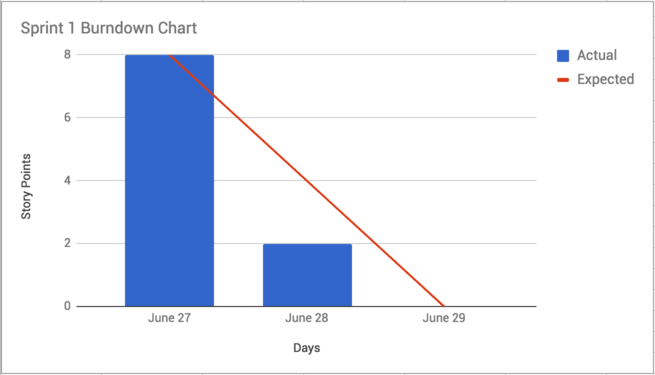 Sprint 1 Burndown Chart
8
6
4
2
0
Story Points
June 27
June 28
June 29
Days
Actual
Expected